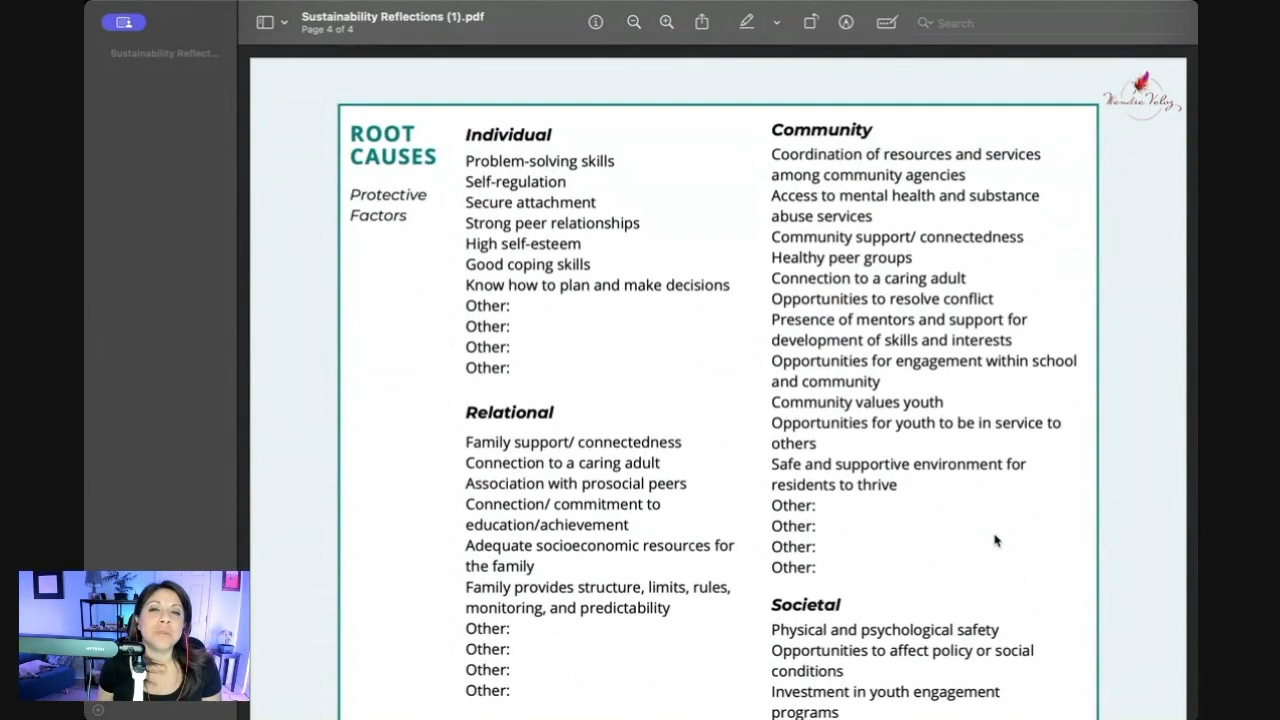 Sustainability Reflections (1).pdf
Page 4 of 4
Search
Sustainability Reflect...
Wendie Veloz
ROOT
CAUSES
Protective
Factors
Individual
Problem-solving skills
Self-regulation
Secure attachment
Strong peer relationships
High self-esteem
Good coping skills
Know how to plan and make decisions
Other:
Other:
Other:
Other:
Relational
Family support/ connectedness
Connection to a caring adult
Association with prosocial peers
Connection/ commitment to
education/achievement
Adequate socioeconomic resources for
the family
Family provides structure, limits, rules,
monitoring, and predictability
Other:
Other:
Other:
Other:
Community
Coordination of resources and services
among community agencies
Access to mental health and substance
abuse services
Community support/ connectedness
Healthy peer groups
Connection to a caring adult
Opportunities to resolve conflict
Presence of mentors and support for
development of skills and interests
Opportunities for engagement within school
and community
Community values youth
Opportunities for youth to be in service to
others
Safe and supportive environment for
residents to thrive
Other:
Other:
Other:
Other:
Societal
Physical and psychological safety
Opportunities to affect policy or social
conditions
Investment in youth engagement
programs